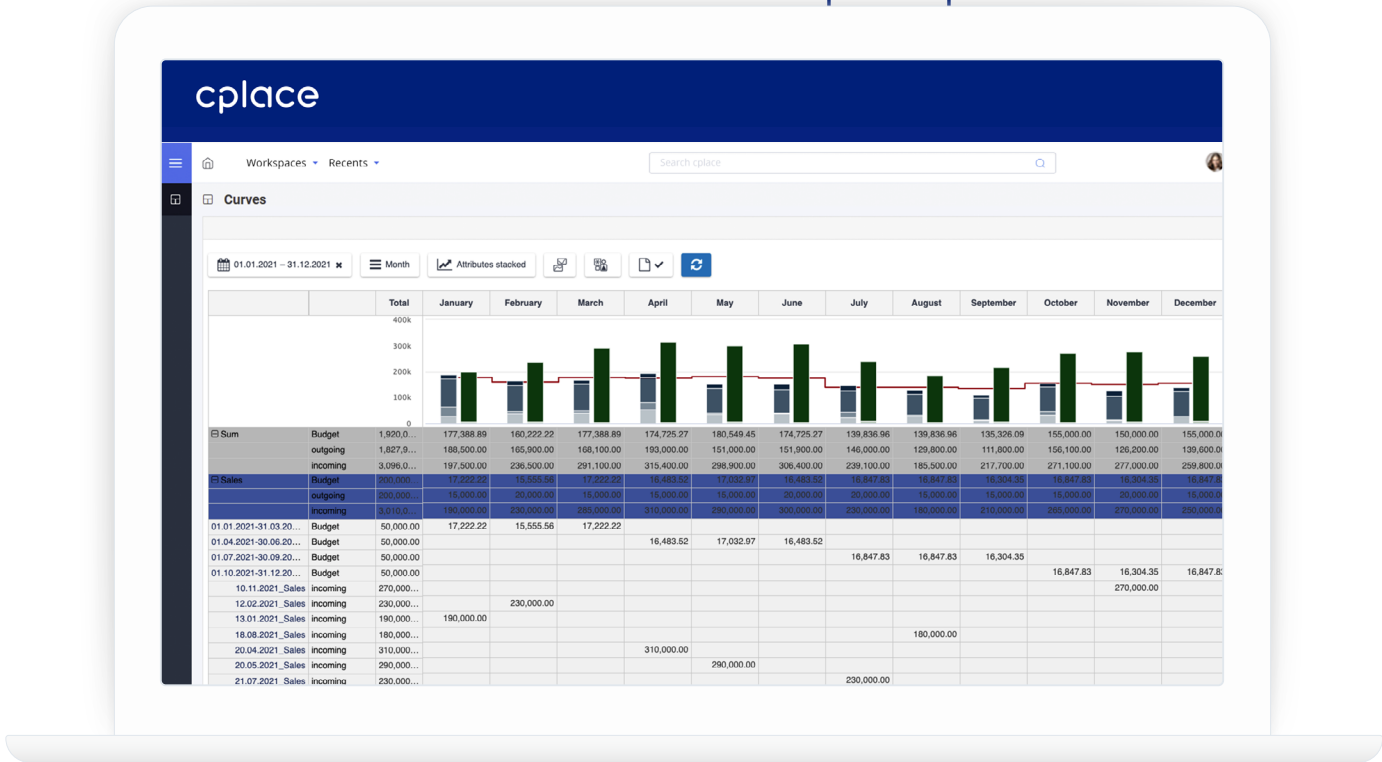 cplace
Workspaces Recents Search cplace
Curves
01.01.2021 – 31.12.2021 Month Attributes stacked
Total January February March April May June July August September October November December
400k
300k
200k
100k
0
Sum Budget 1,920,0... 177,388.89 160,222.22 177,388.89 174,725.27 180,549.45 174,725.27 139,836.96 139,836.96 135,326.09 155,000.00 150,000.00 155,000.0
outgoing 1,827,9... 188,500.00 165,900.00 168,100.00 193,000.00 151,000.00 151,900.00 146,000.00 129,800.00 111,800.00 156,100.00 126,200.00 139,600.0
incoming 3,096,0... 197,500.00 236,500.00 291,100.00 315,400.00 298,900.00 306,400.00 239,100.00 185,500.00 217,700.00 271,100.00 277,000.00 259,800.0
Sales Budget 200,000... 17,222.22 15,555.56 17,222.22 16,483.52 17,032.97 16,483.52 16,847.83 16,847.83 16,304.35 16,847.83 16,304.35 16,847.8
outgoing 200,000... 15,000.00 20,000.00 15,000.00 15,000.00 15,000.00 20,000.00 20,000.00 15,000.00 15,000.00 15,000.00 20,000.00 15,000.0
incoming 3,010,0... 190,000.00 230,000.00 285,000.00 310,000.00 290,000.00 300,000.00 230,000.00 180,000.00 210,000.00 265,000.00 270,000.00 250,000.0
01.01.2021-31.03.20... Budget 50,000.00 17,222.22 15,555.56 17,222.22
01.04.2021-30.06.20... Budget 50,000.00 16,483.52 17,032.97 16,483.52
01.07.2021-30.09.20... Budget 50,000.00 16,847.83 16,847.83 16,304.35
01.10.2021-31.12.20... Budget 50,000.00 16,847.83 16,304.35 16,847.8
10.11.2021_Sales incoming 270,000... 270,000.00
12.02.2021_Sales incoming 230,000... 230,000.00
13.01.2021_Sales incoming 190,000... 190,000.00
18.08.2021_Sales incoming 180,000... 180,000.00
20.04.2021_Sales incoming 310,000... 310,000.00
20.05.2021_Sales incoming 290,000... 290,000.00
21.07.2021_Sales incoming 230,000... 230,000.00